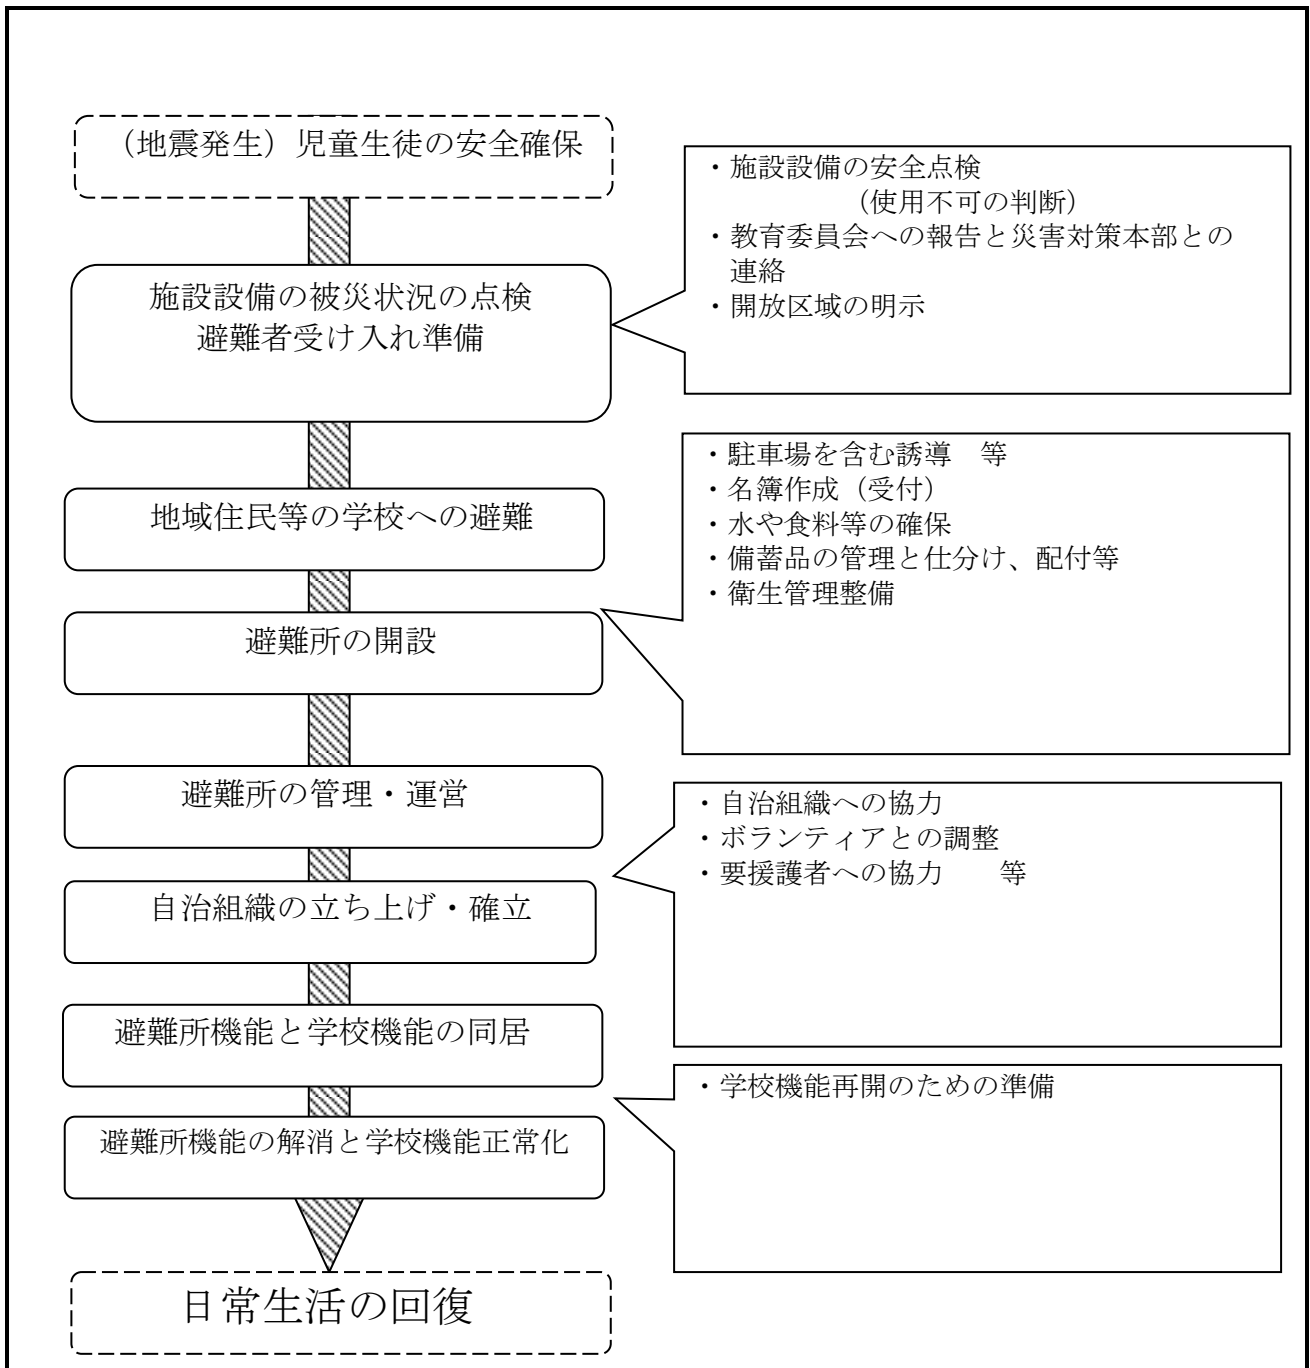 （地震発生）児童生徒の安全確保
・施設設備の安全点検
（使用不可の判断）
・教育委員会への報告と災害対策本部との
連絡
・開放区域の明示
施設設備の被災状況の点検
避難者受け入れ準備
・駐車場を含む誘導　等
・名簿作成（受付）
・水や食料等の確保
・備蓄品の管理と仕分け、配付等
・衛生管理整備
地域住民等の学校への避難
避難所の開設
避難所の管理・運営
・自治組織への協力
・ボランティアとの調整
・要援護者への協力　　等
自治組織の立ち上げ・確立
避難所機能と学校機能の同居
・学校機能再開のための準備
避難所機能の解消と学校機能正常化
日常生活の回復